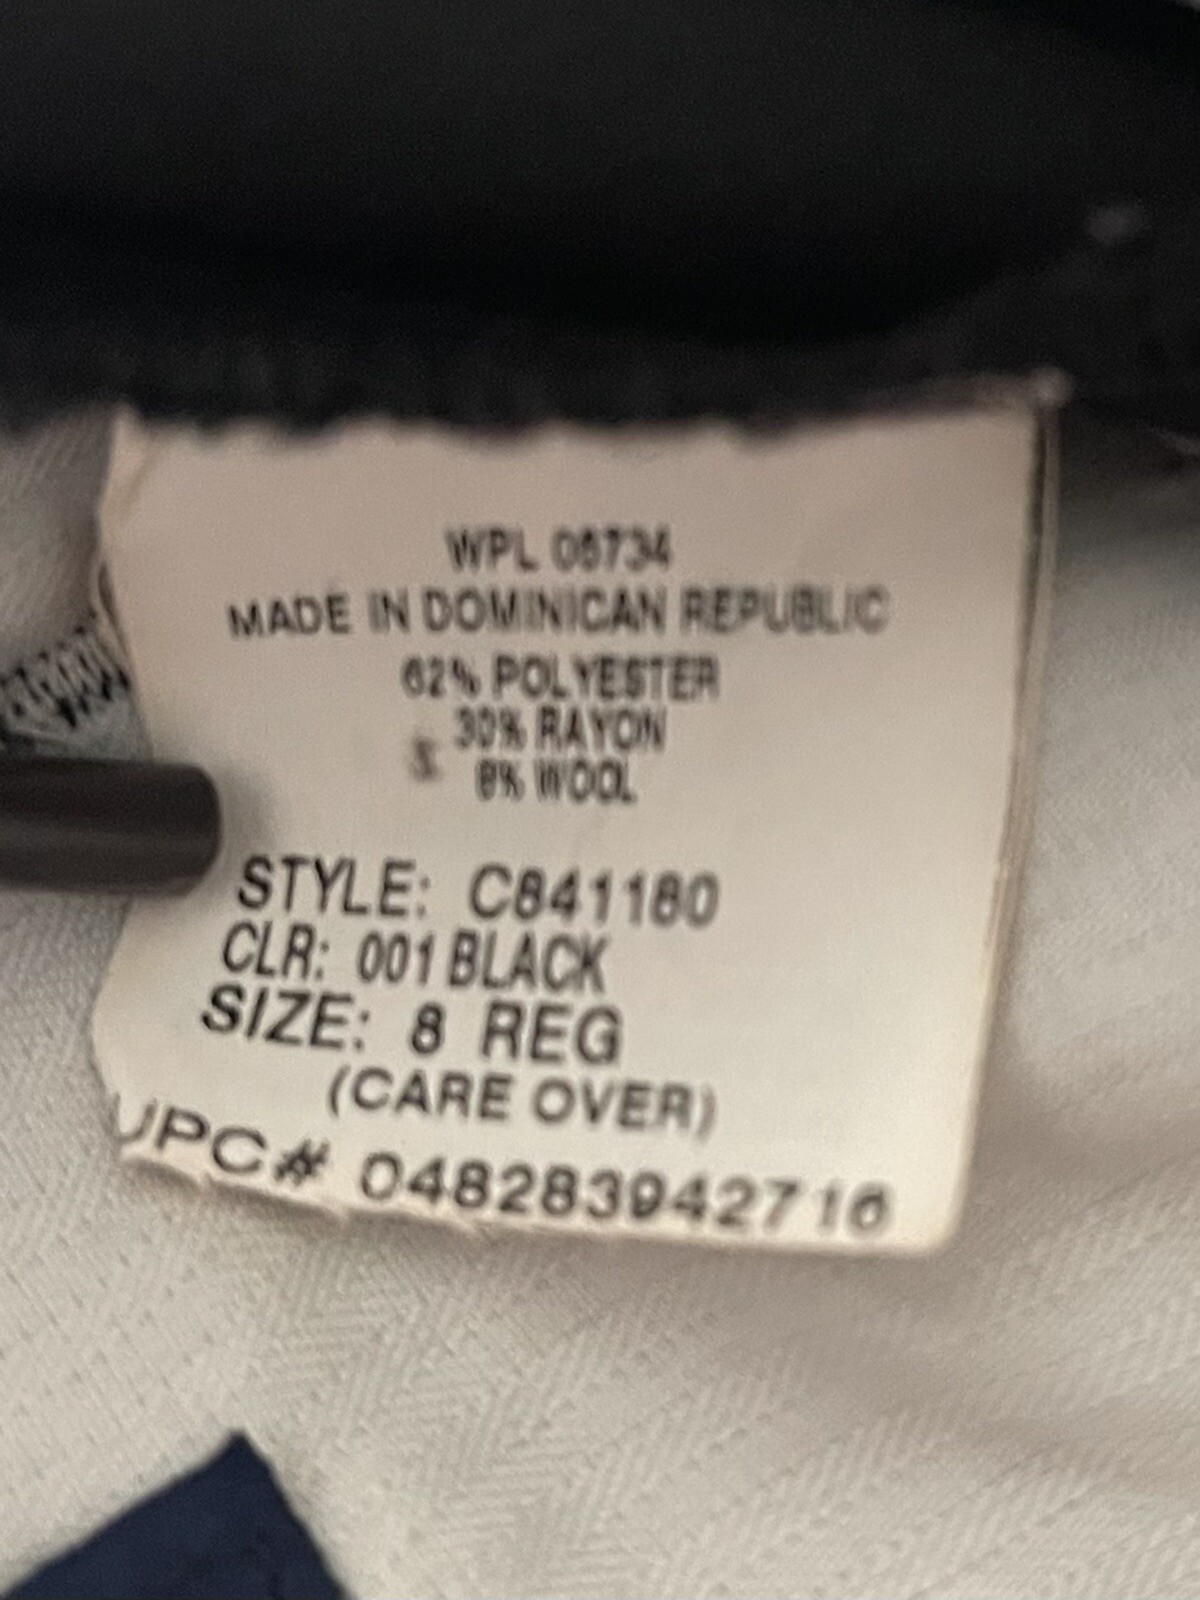 WPL 06734
MADE IN DOMINICAN REPUBLIC
62% POLYESTER
30% RAYON
8% WOOL
STYLE: C841180
CLR: 001 BLACK
SIZE: 8 REG
(CARE OVER)
UPC# 048283942716